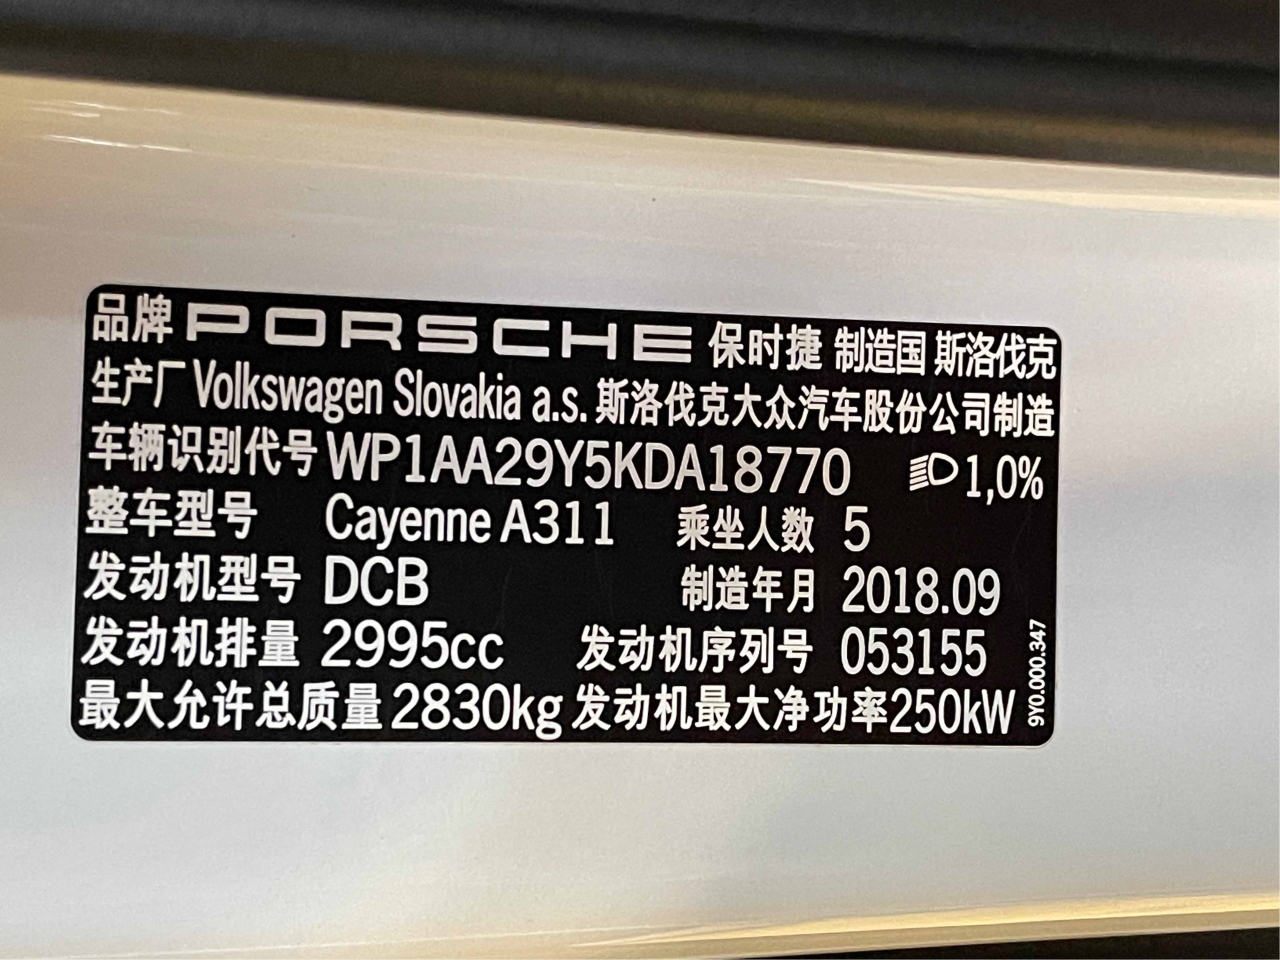 品牌 PORSCHE 保时捷 制造国 斯洛伐克
生产厂 Volkswagen Slovakia a.s. 斯洛伐克大众汽车股份公司制造
车辆识别代号 WP1AA29Y5KDA18770 1,0%
整车型号 Cayenne A311 乘坐人数 5
发动机型号 DCB 制造年月 2018.09
发动机排量 2995cc 发动机序列号 053155
最大允许总质量 2830kg 发动机最大净功率 250kW
9Y0.000.347